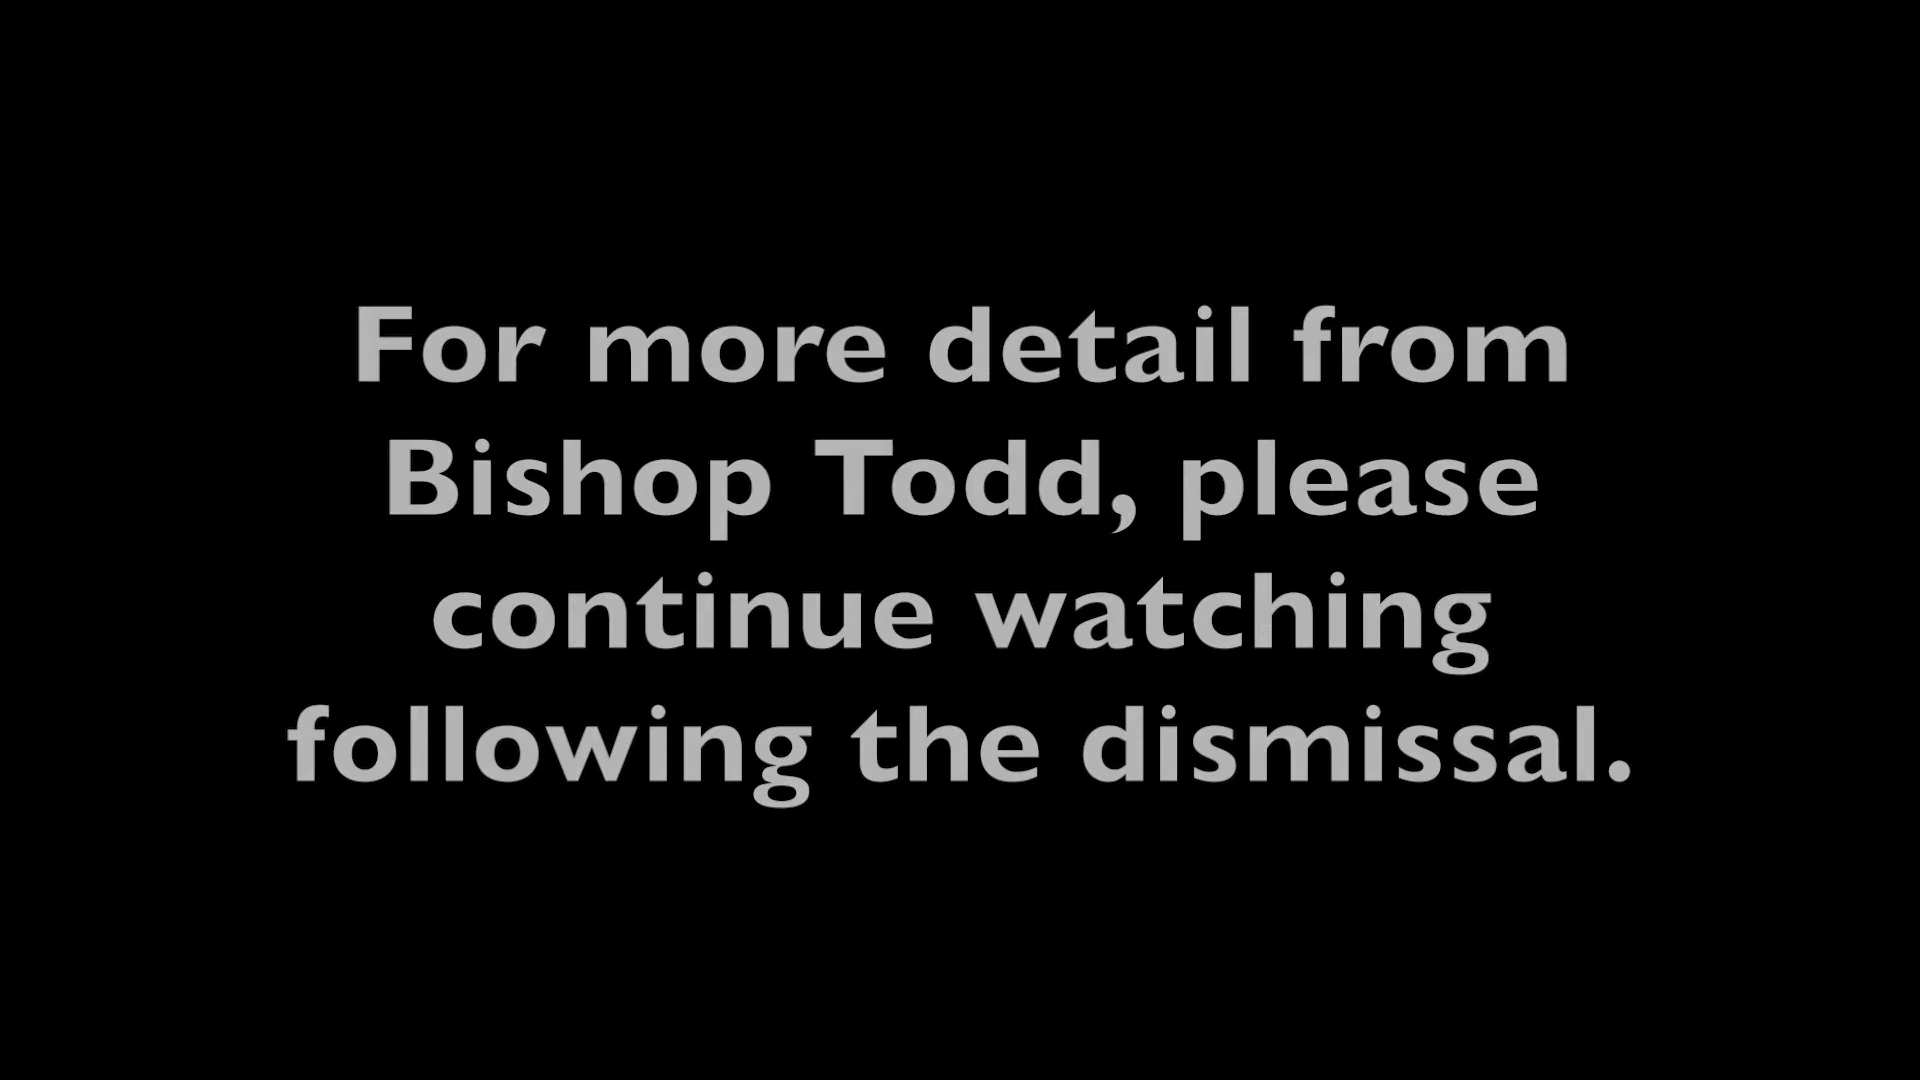 For more detail from
Bishop Todd, please
continue watching
following the dismissal.